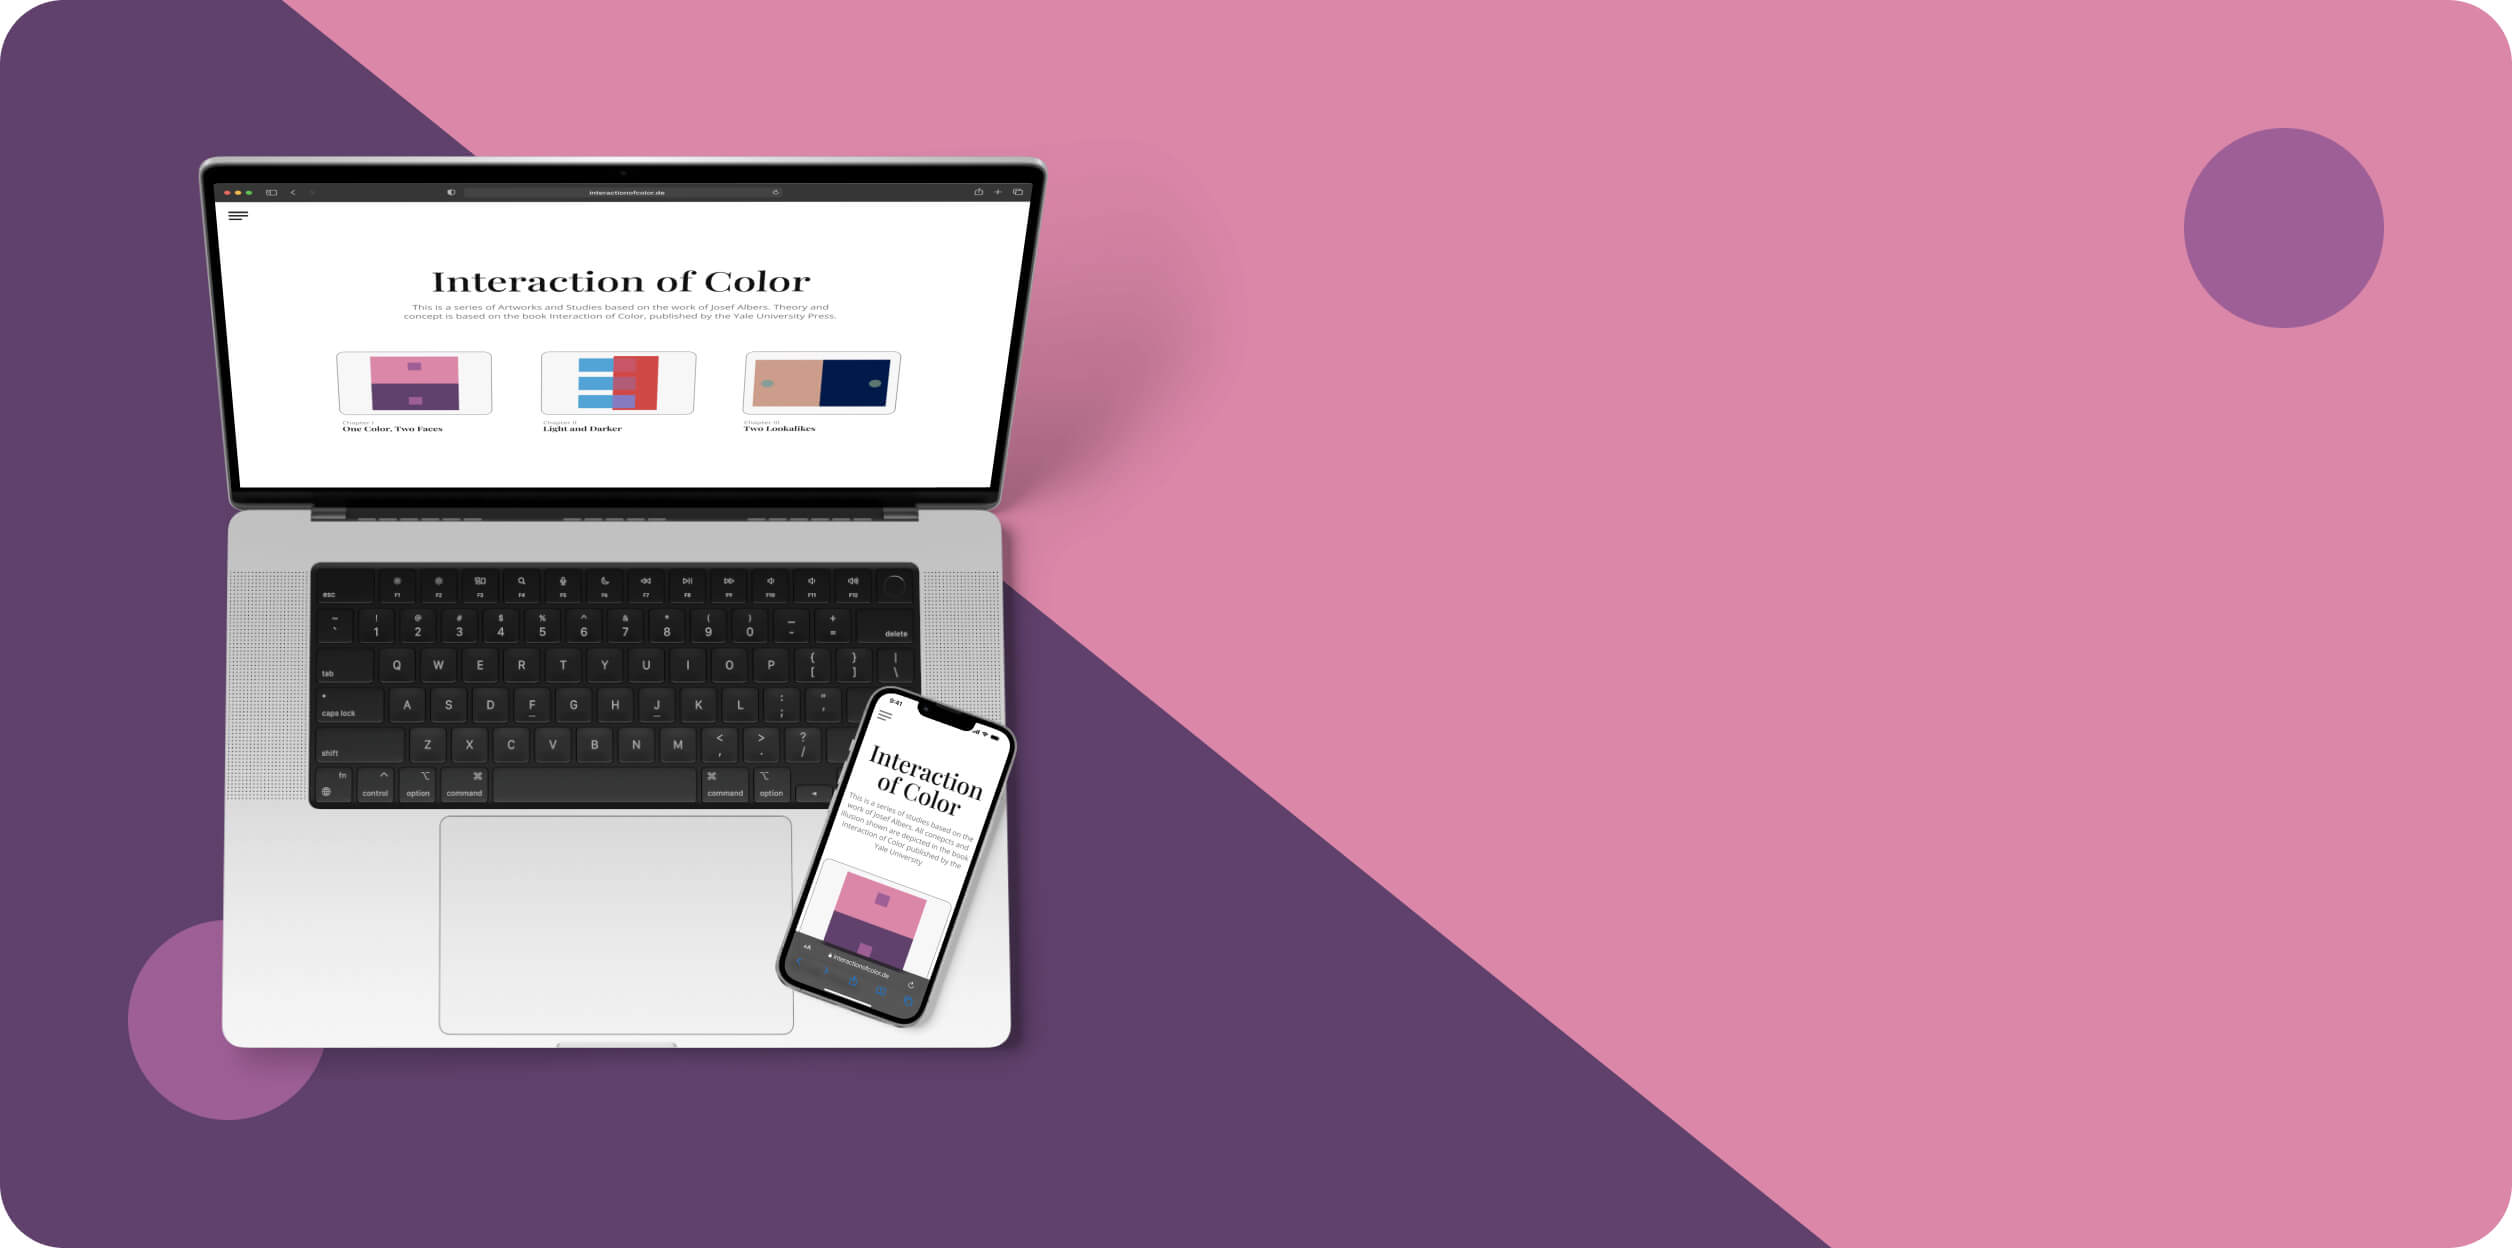 interactionofcolor.de
Interaction of Color
This is a series of Artworks and Studies based on the work of Josef Albers. Theory and
concept is based on the book Interaction of Color, published by the Yale University Press.
Chapter I
One Color, Two Faces
Chapter II
Light and Darker
Chapter III
Two Lookalikes
esc F1 F2 F3 F4 F5 F6 F7 F8 F9 F10 F11 F12
~ ! @ # $ % ^ & * ( ) _ +
` 1 2 3 4 5 6 7 8 9 0 - = delete
tab Q W E R T Y U I O P { } |
[ ] \
caps lock A S D F G H J K L : "
; '
shift Z X C V B N M < > ?
, . /
fn ^ ⌥ ⌘ ⌘ ⌥
control option command command option
9:41
Interaction
of Color
This is a series of studies based on the
work of Josef Albers. All conepcts and
illusion shown are depicted in the book
Interaction of Color published by the
Yale University
AA interactionofcolor.de